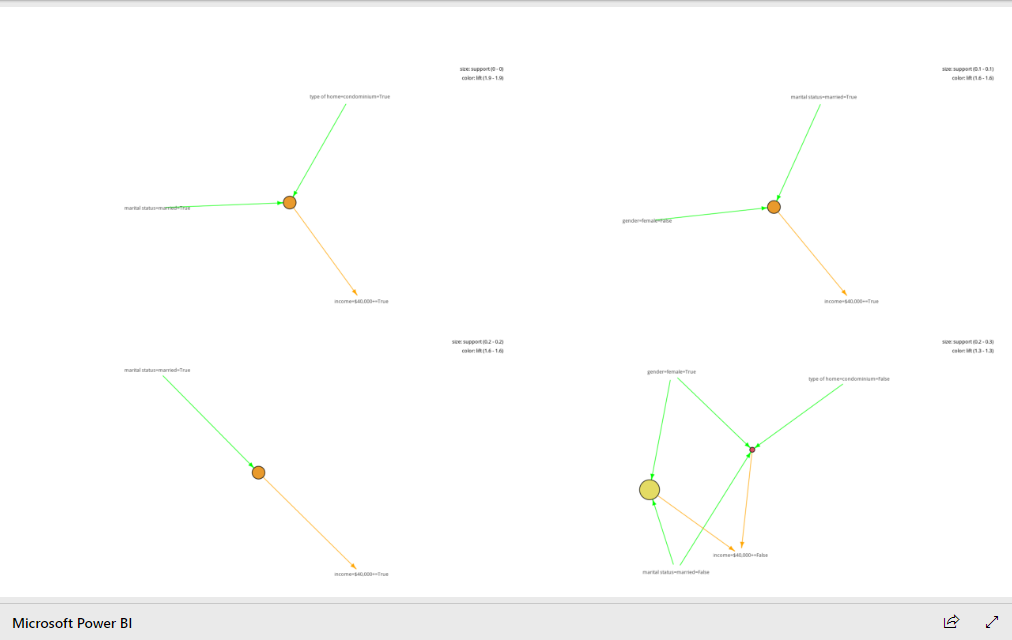 size: support (0 - 0)
color: lift (1.9 - 1.9)
type of home=condominium=True
marital status=married=True
income=$40,000+=True
size: support (0.1 - 0.1)
color: lift (1.6 - 1.6)
marital status=married=True
gender=female=False
income=$40,000+=True
size: support (0.2 - 0.2)
color: lift (1.6 - 1.6)
marital status=married=True
income=$40,000+=True
size: support (0.2 - 0.3)
color: lift (1.3 - 1.3)
gender=female=True
type of home=condominium=False
income=$40,000+=False
marital status=married=False
Microsoft Power BI